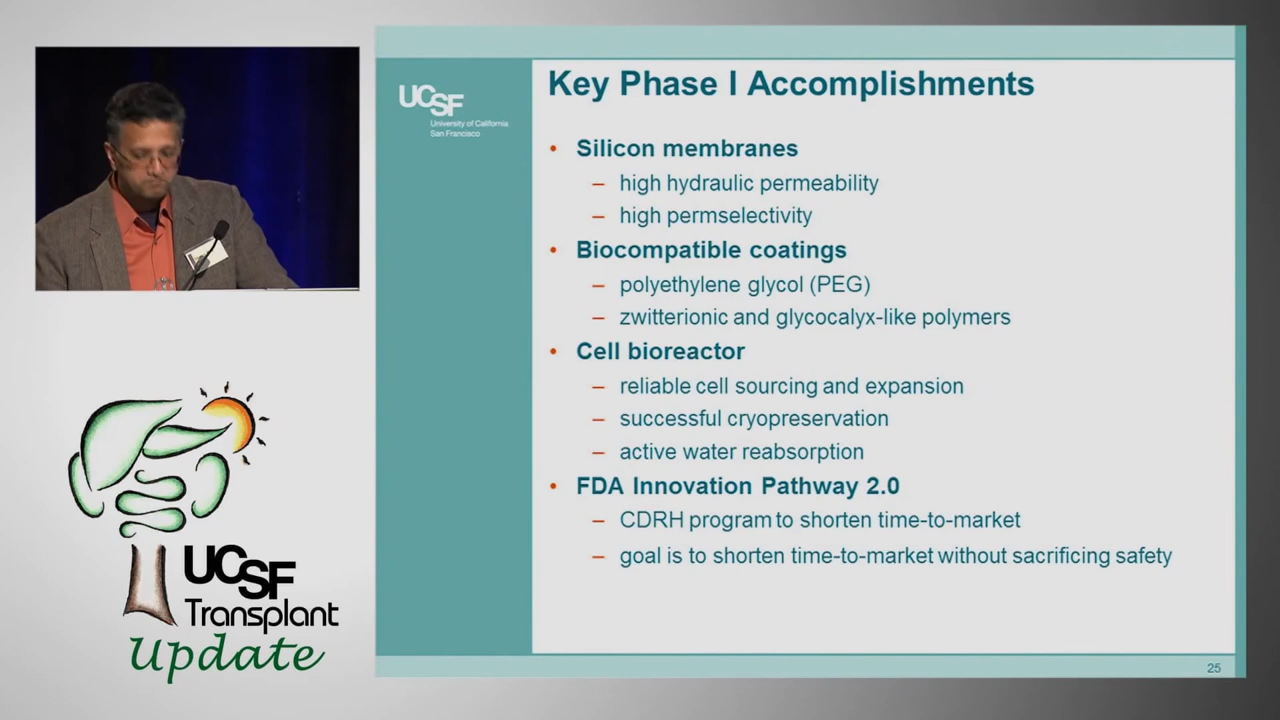 UCSF
University of California
San Francisco
Key Phase I Accomplishments
• Silicon membranes
– high hydraulic permeability
– high permselectivity
• Biocompatible coatings
– polyethylene glycol (PEG)
– zwitterionic and glycocalyx-like polymers
• Cell bioreactor
– reliable cell sourcing and expansion
– successful cryopreservation
– active water reabsorption
• FDA Innovation Pathway 2.0
– CDRH program to shorten time-to-market
– goal is to shorten time-to-market without sacrificing safety
25
UCSF
Transplant
Update